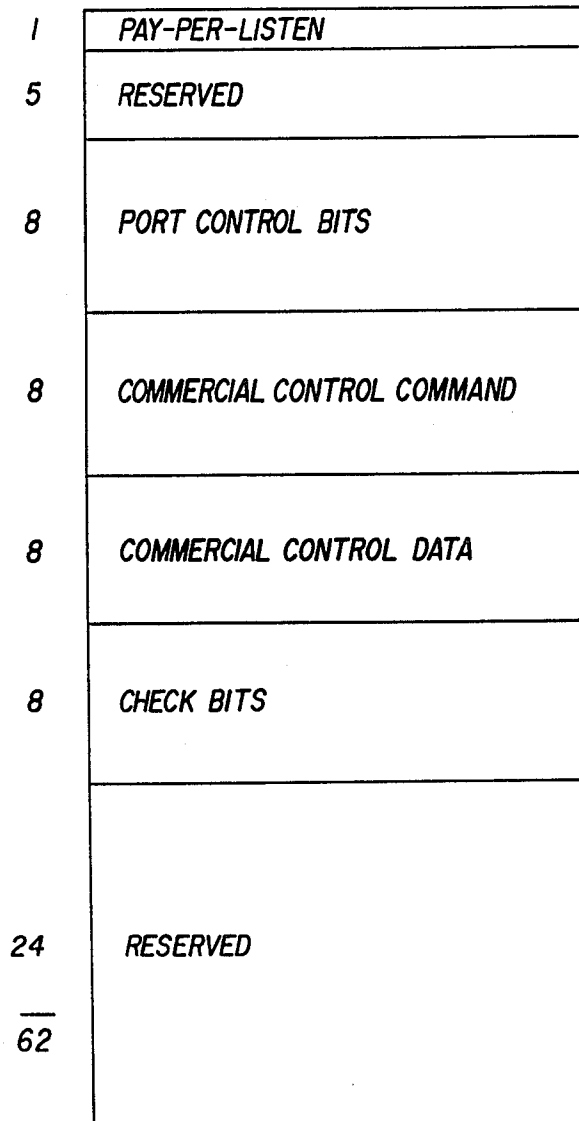 1 PAY-PER-LISTEN
5 RESERVED
8 PORT CONTROL BITS
8 COMMERCIAL CONTROL COMMAND
8 COMMERCIAL CONTROL DATA
8 CHECK BITS
24 RESERVED
62